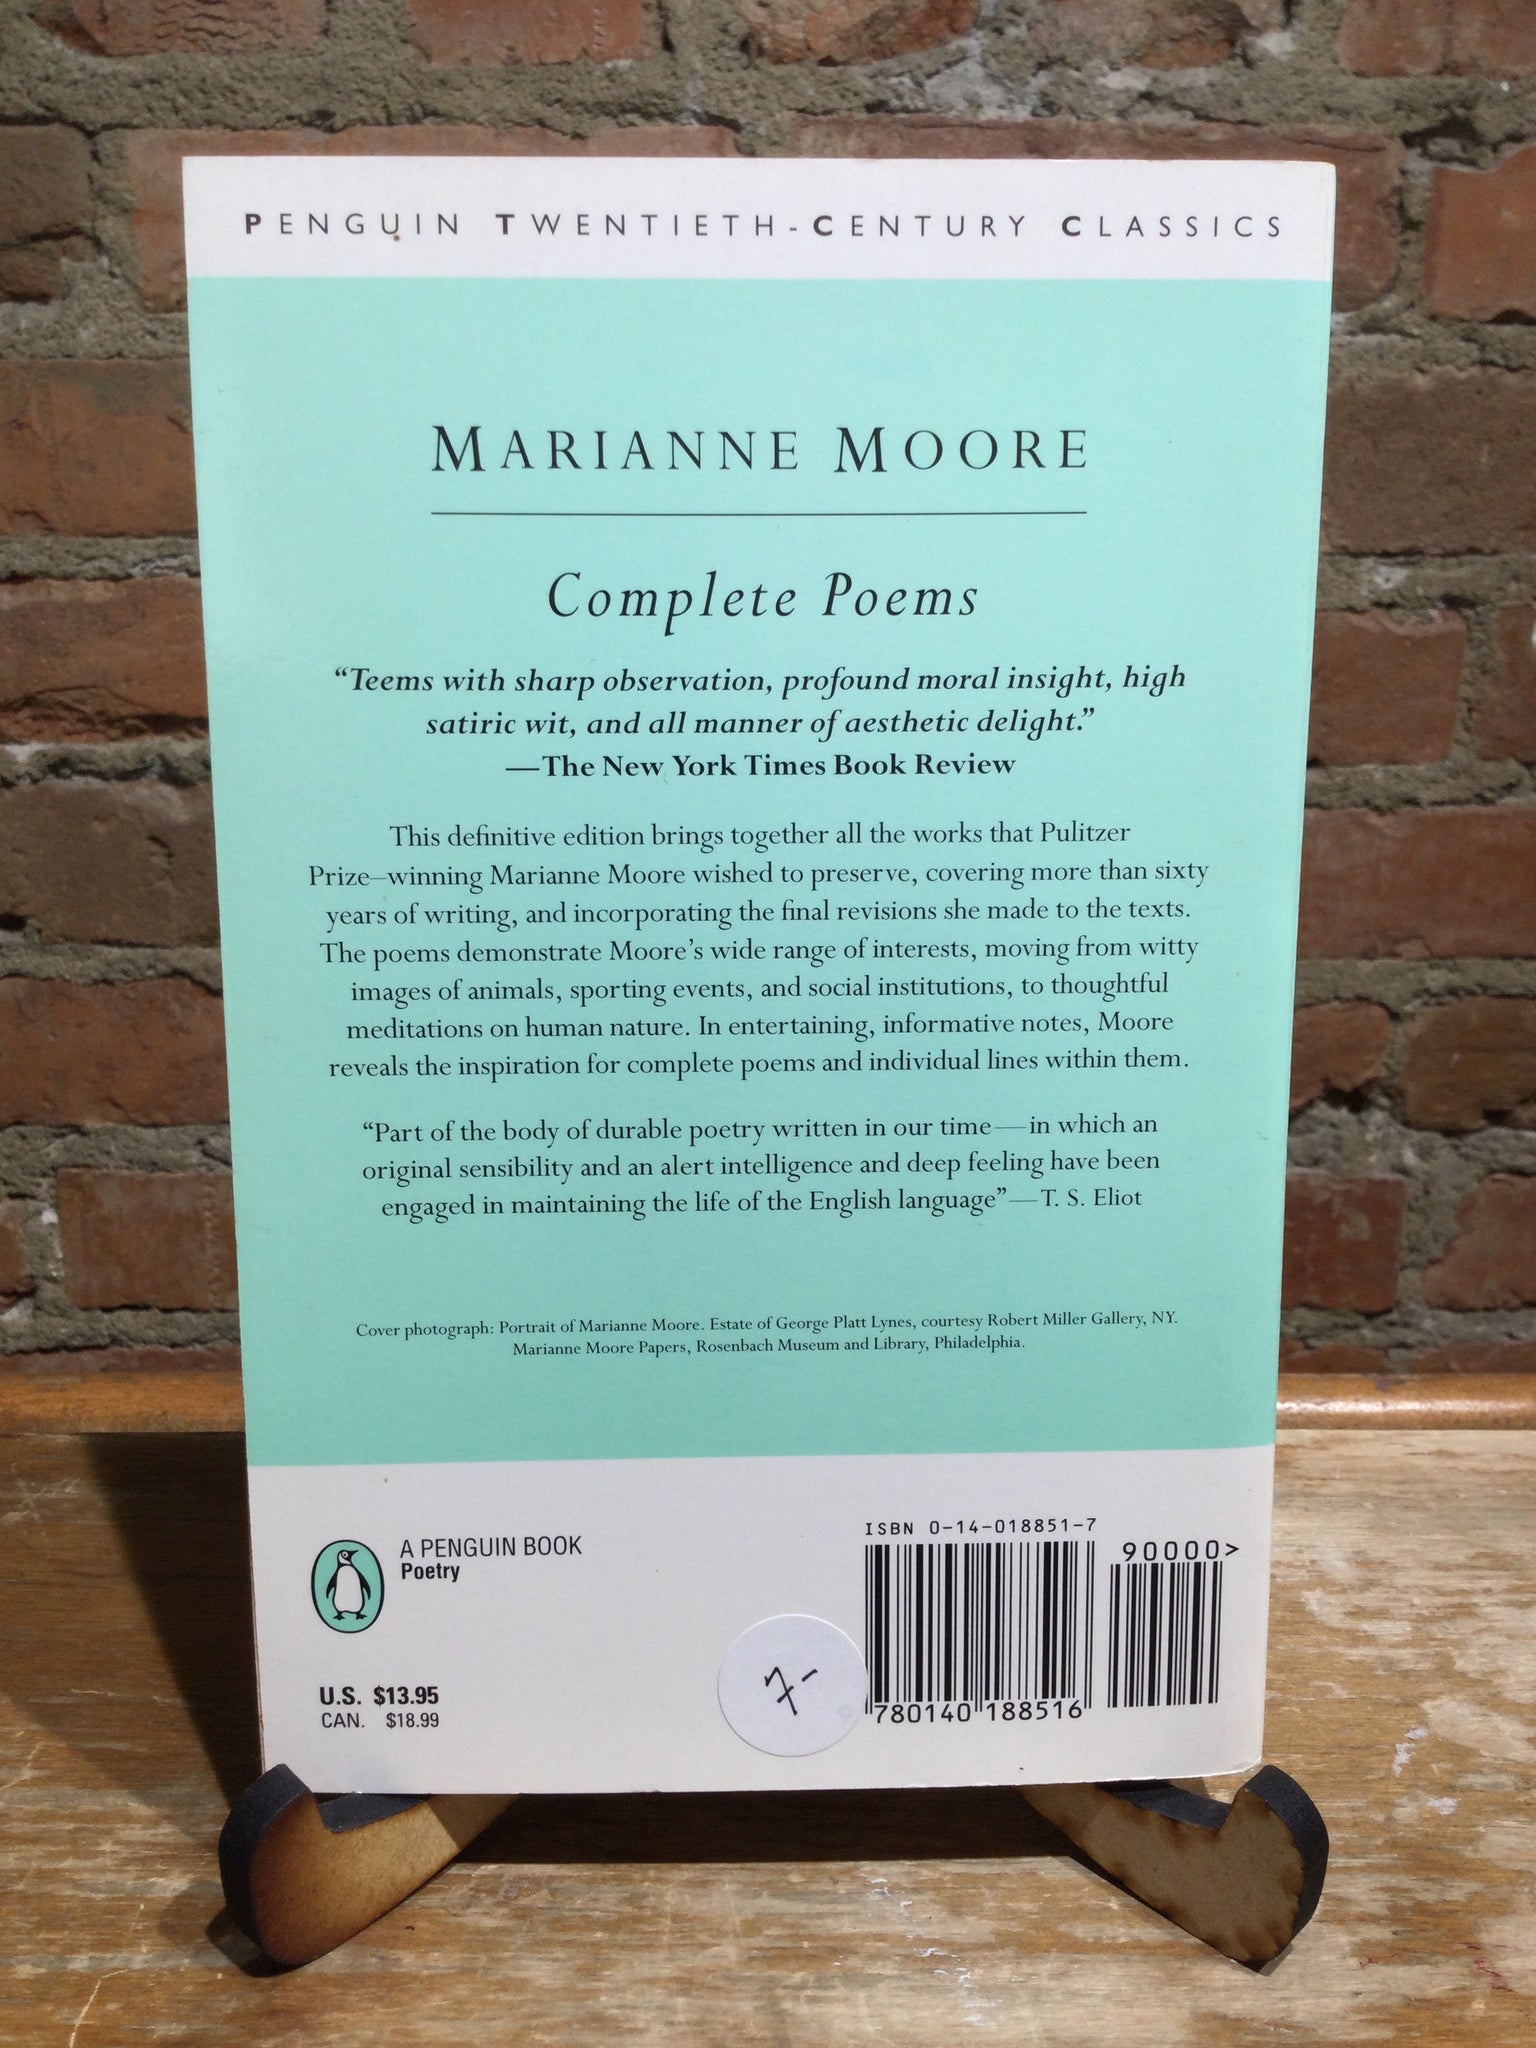 PENGUIN TWENTIETH-CENTURY CLASSICS
MARIANNE MOORE
Complete Poems
“Teems with sharp observation, profound moral insight, high
satiric wit, and all manner of aesthetic delight.”
—The New York Times Book Review
This definitive edition brings together all the works that Pulitzer
Prize–winning Marianne Moore wished to preserve, covering more than sixty
years of writing, and incorporating the final revisions she made to the texts.
The poems demonstrate Moore’s wide range of interests, moving from witty
images of animals, sporting events, and social institutions, to thoughtful
meditations on human nature. In entertaining, informative notes, Moore
reveals the inspiration for complete poems and individual lines within them.
“Part of the body of durable poetry written in our time—in which an
original sensibility and an alert intelligence and deep feeling have been
engaged in maintaining the life of the English language”—T. S. Eliot
Cover photograph: Portrait of Marianne Moore. Estate of George Platt Lynes, courtesy Robert Miller Gallery, NY.
Marianne Moore Papers, Rosenbach Museum and Library, Philadelphia.
A PENGUIN BOOK
Poetry
U.S. $13.95
CAN. $18.99
7-
ISBN 0-14-018851-7
90000>
780140 188516